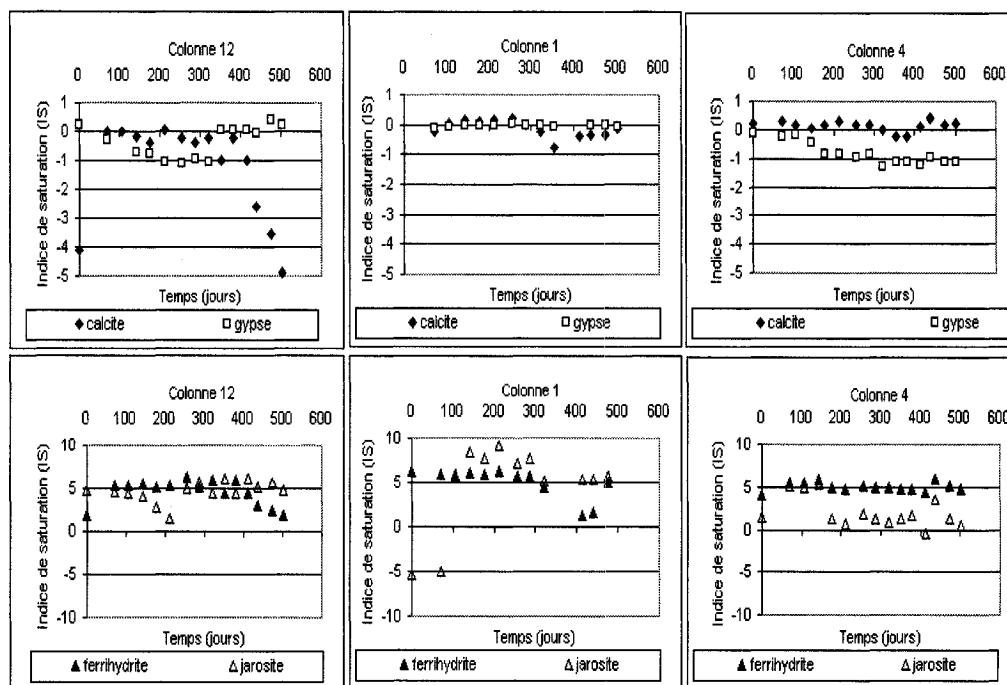 Colonne 12
0 100 200 300 400 500 600
1
0
-1
-2
-3
-4
-5
Indice de saturation (IS)
Temps (jours)
calcite gypse
Colonne 1
0 100 200 300 400 500 600
1
0
-1
-2
-3
-4
-5
Indice de saturation (IS)
Temps (jours)
calcite gypse
Colonne 4
0 100 200 300 400 500 600
1
0
-1
-2
-3
-4
-5
Indice de saturation (IS)
Temps (jours)
calcite gypse
Colonne 12
0 100 200 300 400 500 600
10
5
0
-5
-10
Indice de saturation (IS)
Temps (jours)
ferrihydrite jarosite
Colonne 1
0 100 200 300 400 500 600
10
5
0
-5
-10
Indice de saturation (IS)
Temps (jours)
ferrihydrite jarosite
Colonne 4
0 100 200 300 400 500 600
10
5
0
-5
-10
Indice de saturation (IS)
Temps (jours)
ferrihydrite jarosite